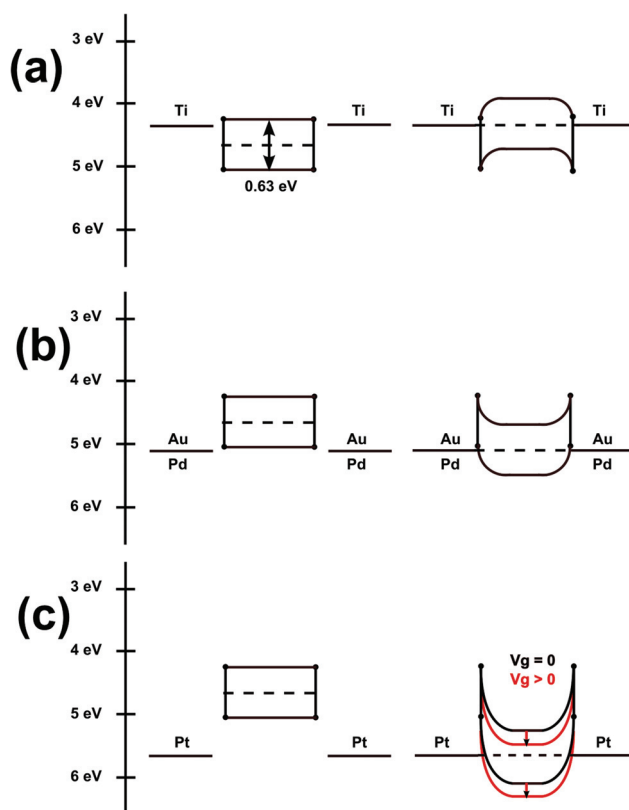 (a)
3 eV
4 eV
5 eV
6 eV
Ti
Ti
Ti
Ti
0.63 eV
(b)
3 eV
4 eV
5 eV
6 eV
Au
Pd
Au
Pd
Au
Pd
Au
Pd
(c)
3 eV
4 eV
5 eV
6 eV
Pt
Pt
Pt
Pt
Vg = 0
Vg > 0